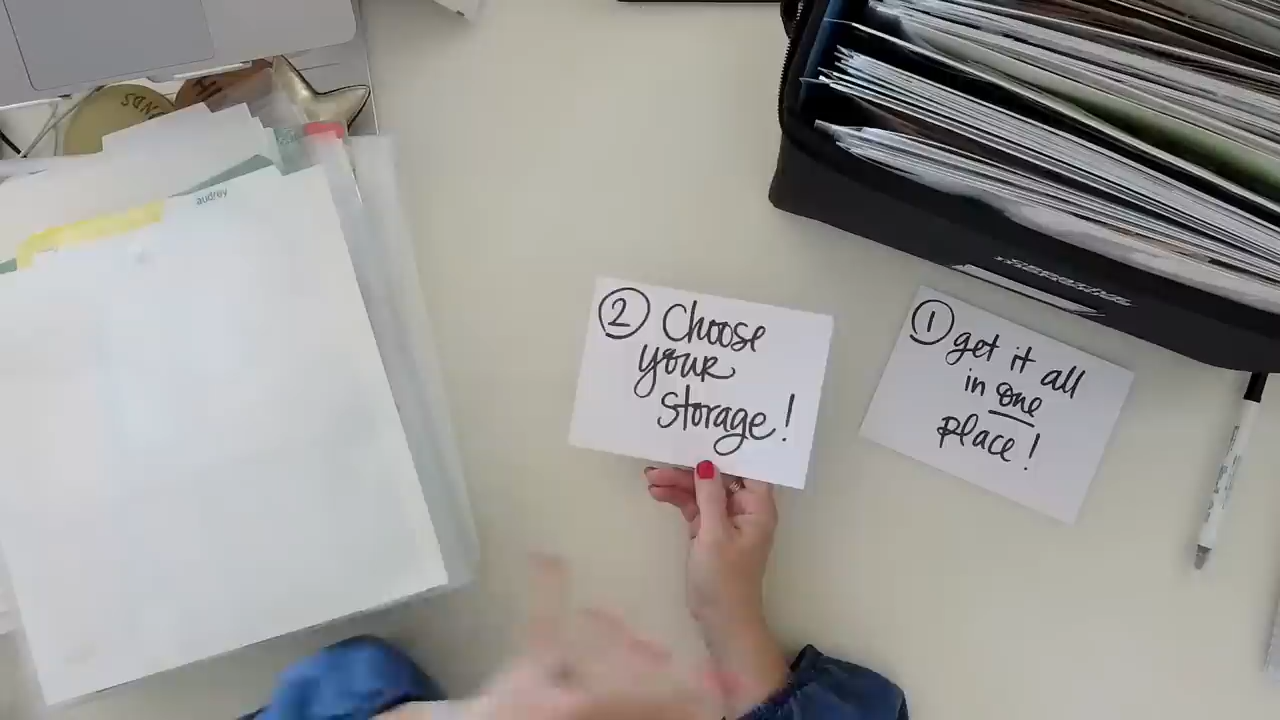 audrey
② Choose
your
Storage!
① get it all
in one
place!